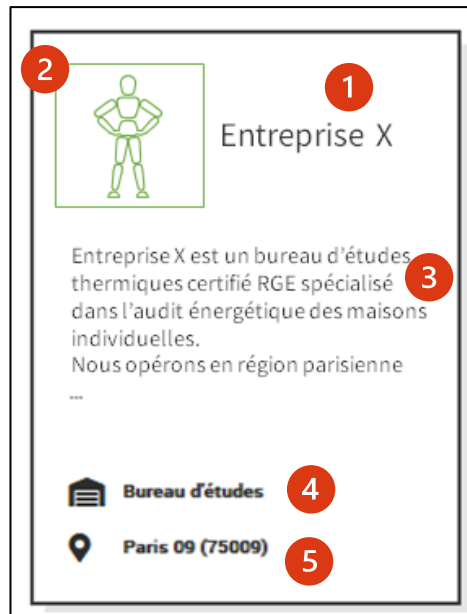 2
1
Entreprise X
Entreprise X est un bureau d’études
thermiques certifié RGE spécialisé
3
dans l’audit énergétique des maisons
individuelles.
Nous opérons en région parisienne
...
Bureau d'études
4
Paris 09 (75009)
5